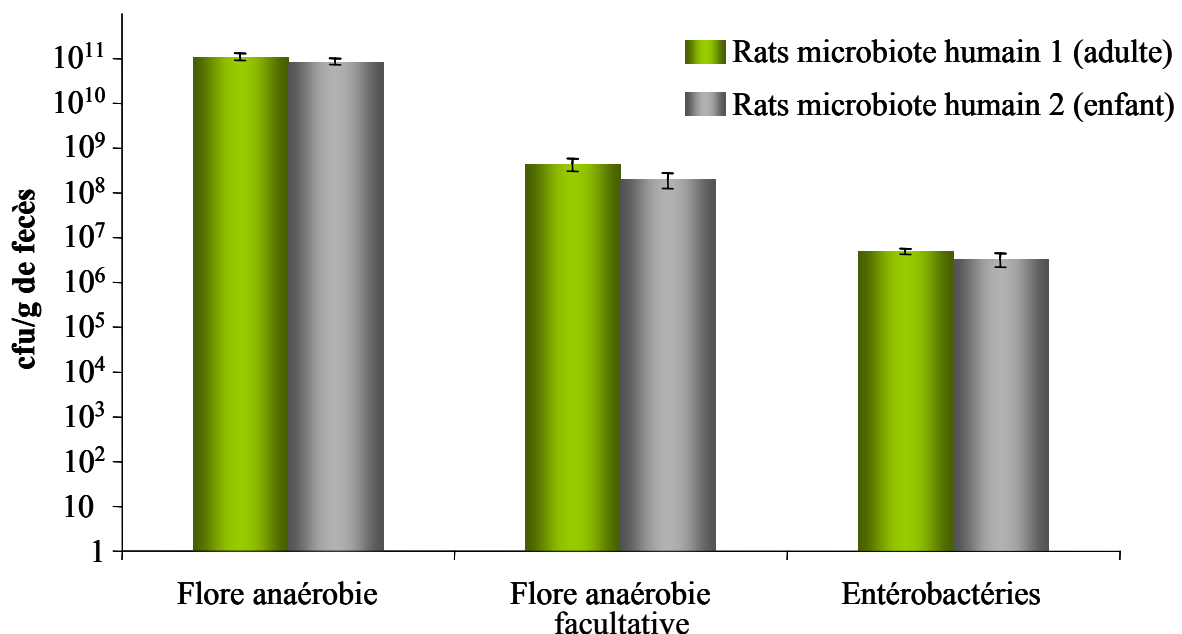 cfu/g de fecès
10¹¹
10¹⁰
10⁹
10⁸
10⁷
10⁶
10⁵
10⁴
10³
10²
10
1
Rats microbiote humain 1 (adulte)
Rats microbiote humain 2 (enfant)
Flore anaérobie
Flore anaérobie
facultative
Entérobactéries